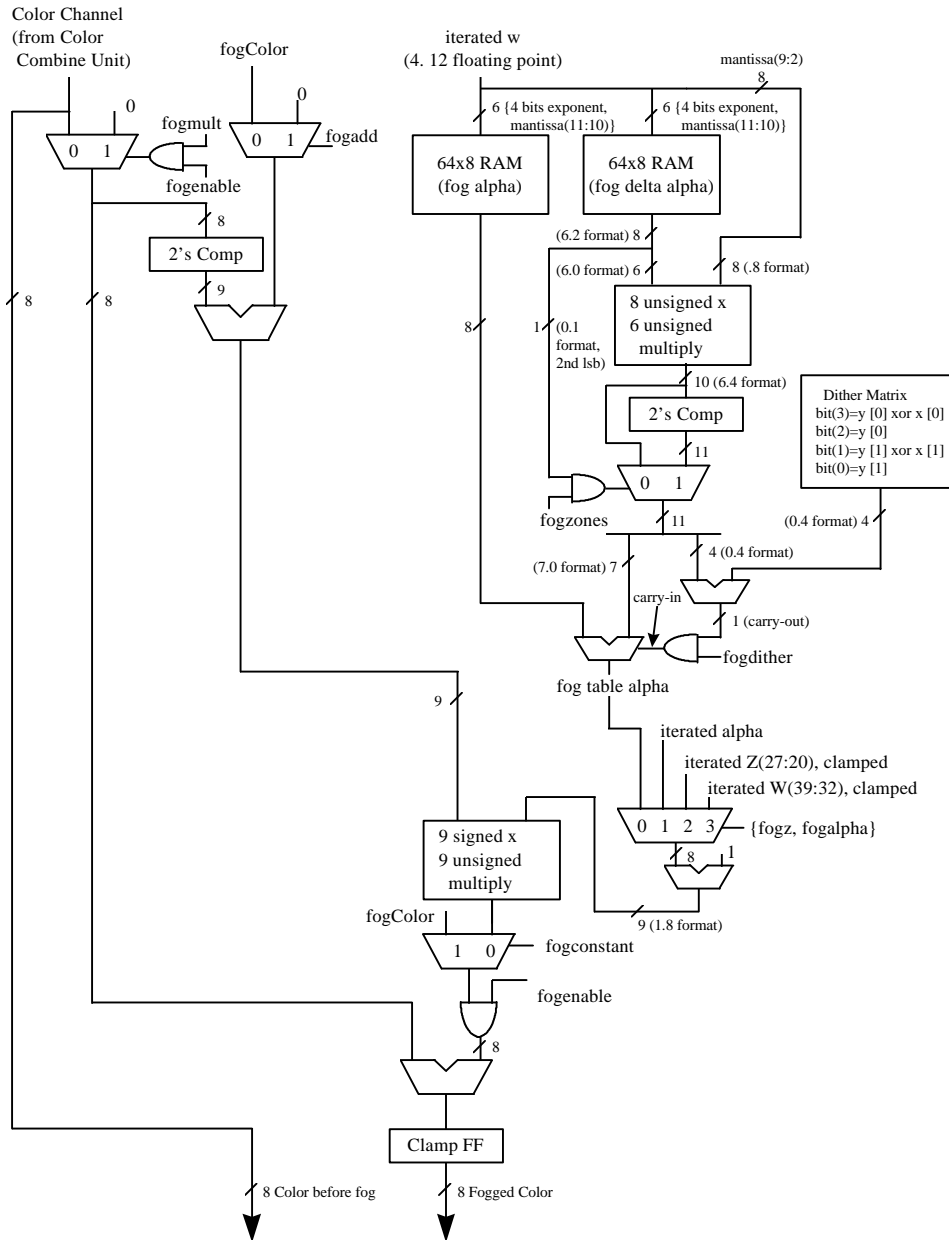 Color Channel
(from Color
Combine Unit)
fogColor
iterated w
(4. 12 floating point)
mantissa(9:2)
8
0
0
fogmult
0 1
fogenable
0 1
fogadd
6 {4 bits exponent,
mantissa(11:10)}
6 {4 bits exponent,
mantissa(11:10)}
64x8 RAM
(fog alpha)
64x8 RAM
(fog delta alpha)
8
2's Comp
9
(6.2 format) 8
(6.0 format) 6
8 (.8 format)
8
8
8
1 (0.1
format,
2nd lsb)
8 unsigned x
6 unsigned
multiply
10 (6.4 format)
2's Comp
11
Dither Matrix
bit(3)=y [0] xor x [0]
bit(2)=y [0]
bit(1)=y [1] xor x [1]
bit(0)=y [1]
0 1
fogzones
11
(0.4 format) 4
(7.0 format) 7
4 (0.4 format)
carry-in
1 (carry-out)
fogdither
fog table alpha
9
iterated alpha
iterated Z(27:20), clamped
iterated W(39:32), clamped
0 1 2 3
{fogz, fogalpha}
8
1
9 signed x
9 unsigned
multiply
9 (1.8 format)
fogColor
1 0
fogconstant
fogenable
8
Clamp FF
8 Color before fog
8 Fogged Color